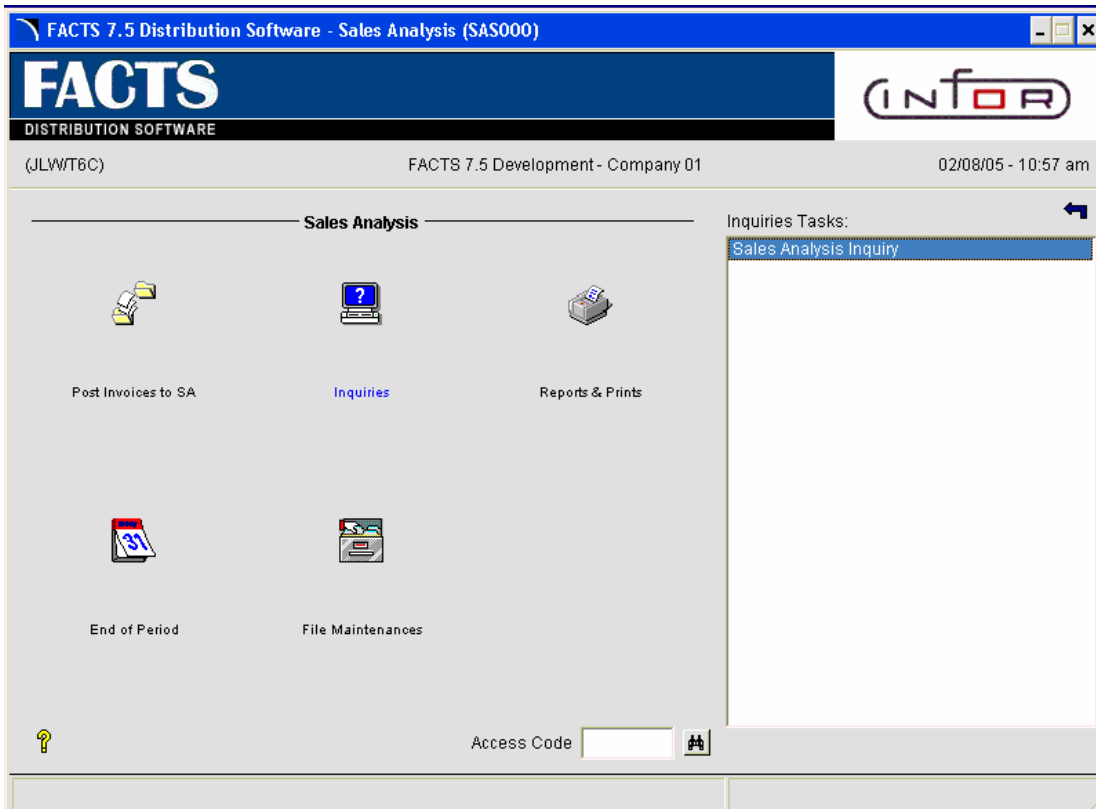 FACTS 7.5 Distribution Software - Sales Analysis (SAS000)
FACTS
DISTRIBUTION SOFTWARE
infor
(JLW/T6C) FACTS 7.5 Development - Company 01 02/08/05 - 10:57 am
Sales Analysis
Inquiries Tasks:
Sales Analysis Inquiry
?
Post Invoices to SA Inquiries Reports & Prints
31
End of Period File Maintenances
?
Access Code